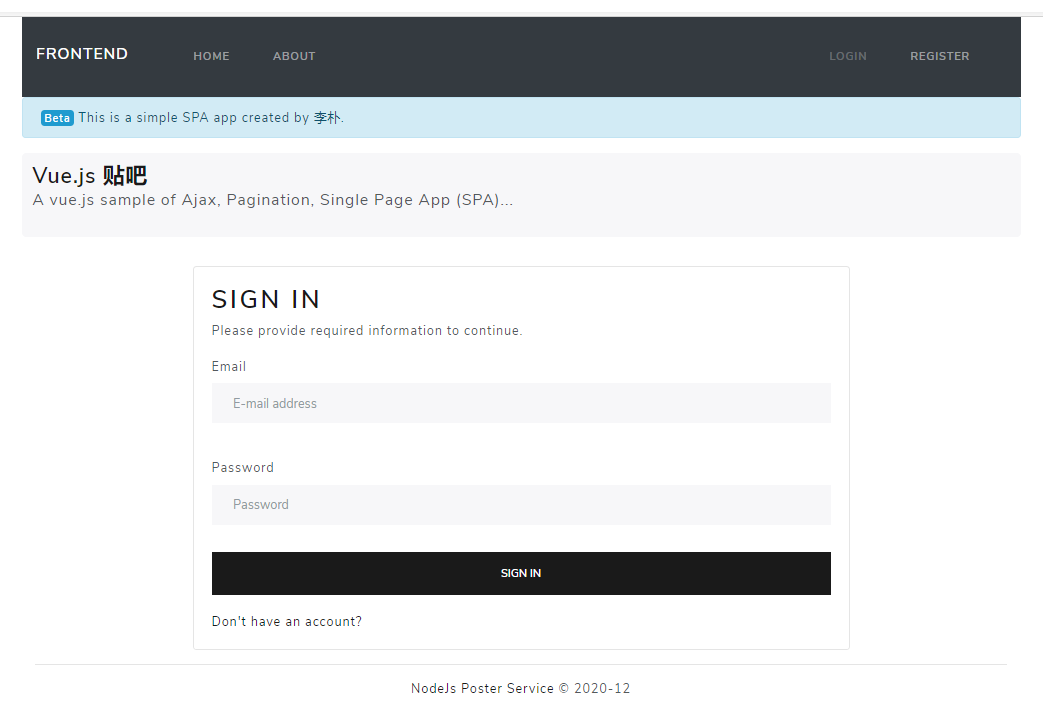 FRONTEND HOME ABOUT LOGIN REGISTER
Beta This is a simple SPA app created by 李朴.
Vue.js 贴吧
A vue.js sample of Ajax, Pagination, Single Page App (SPA)...
SIGN IN
Please provide required information to continue.
Email
E-mail address
Password
Password
SIGN IN
Don't have an account?
NodeJs Poster Service © 2020-12